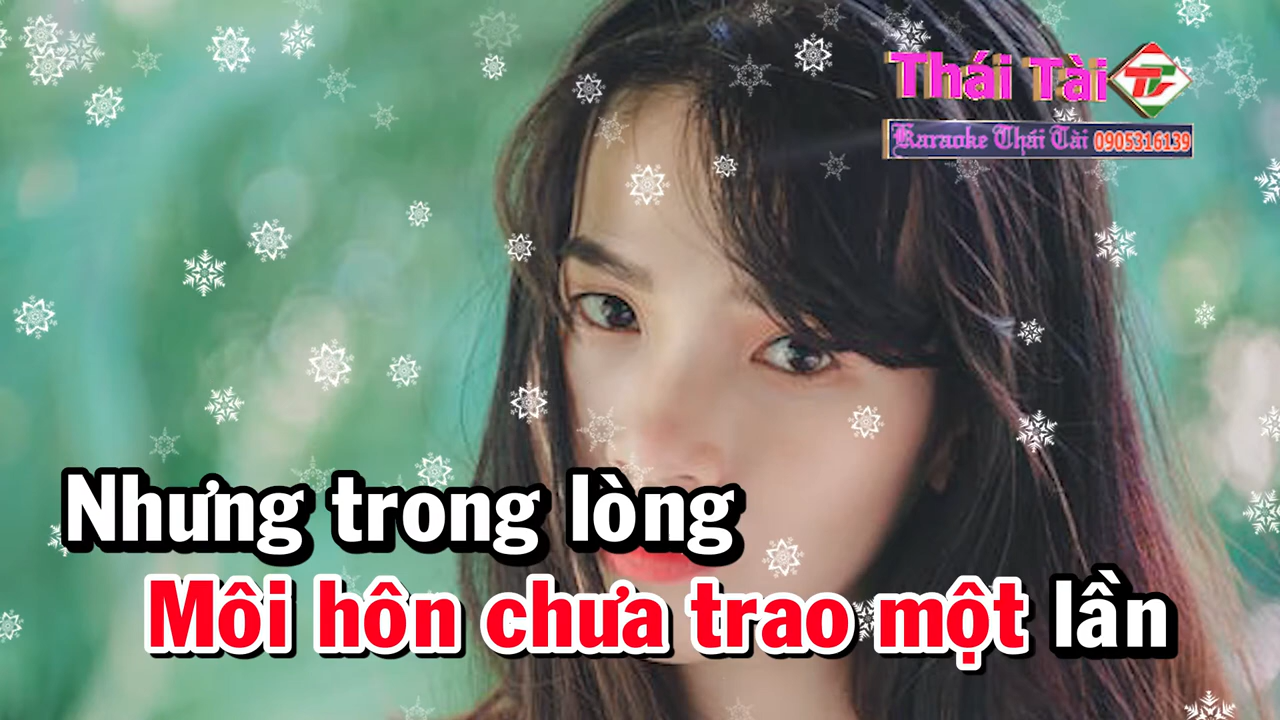 Thái Tài
Karaoke Thái Tài 0905316139
Nhưng trong lòng
Môi hôn chưa trao một lần